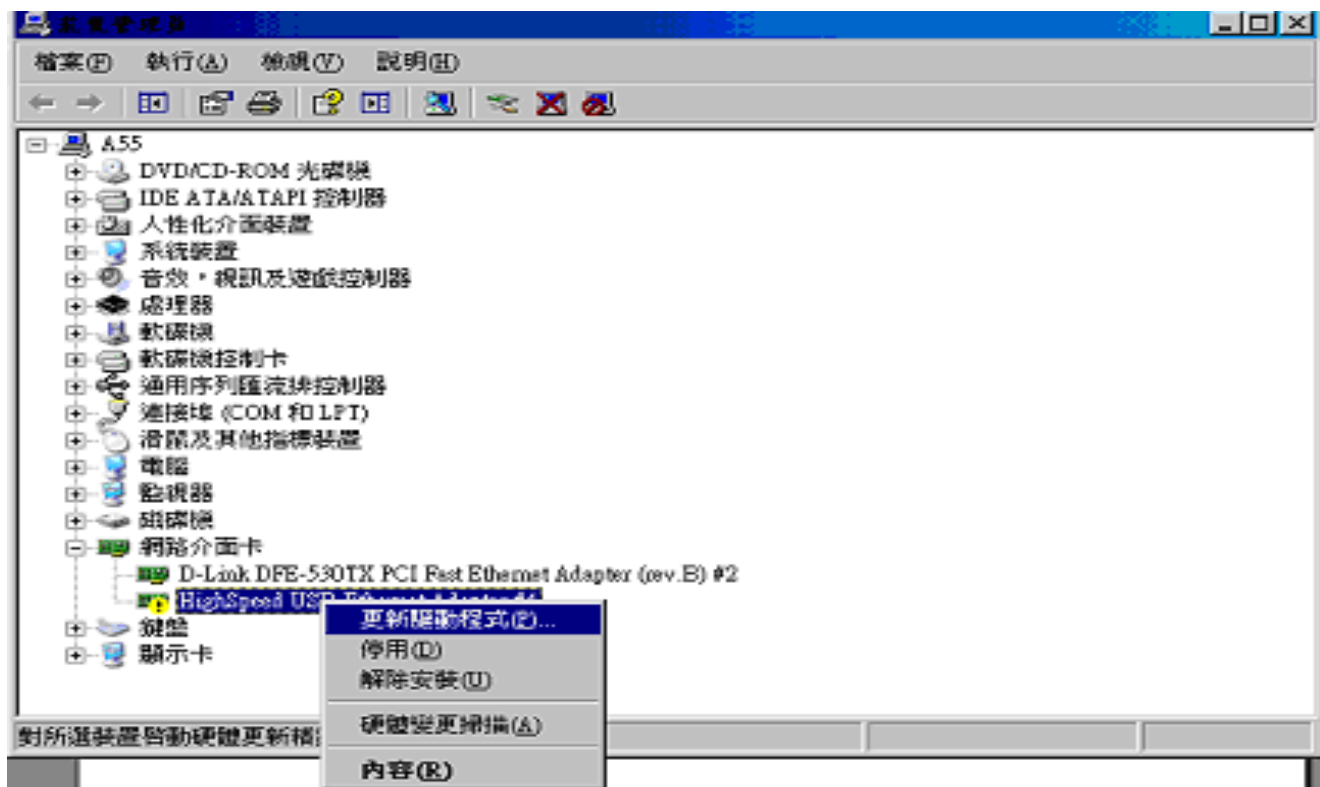 裝置管理員
檔案(F) 執行(A) 檢視(V) 說明(H)
A55
DVD/CD-ROM 光碟機
IDE ATA/ATAPI 控制器
人性化介面裝置
系統裝置
音效，視訊及遊戲控制器
處理器
軟碟機
軟碟機控制卡
通用序列匯流排控制器
連接埠 (COM 和 LPT)
滑鼠及其他指標裝置
電腦
監視器
磁碟機
網路介面卡
D-Link DFE-530TX PCI Fast Ethernet Adapter (rev.B) #2
HighSpeed USB Ethernet Adapter
鍵盤
顯示卡
更新驅動程式(P)...
停用(D)
解除安裝(U)
硬體變更掃描(A)
內容(R)
對所選裝置啟動硬體更新精